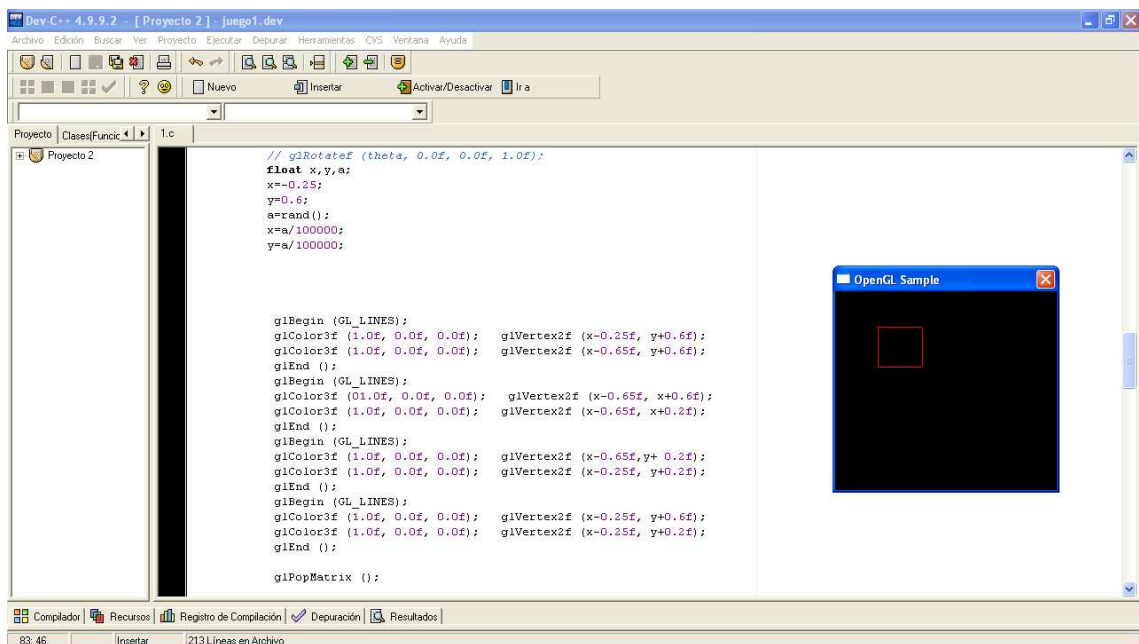 Dev-C++ 4.9.9.2 - [ Proyecto 2 ] - juego1.dev
Archivo Edición Buscar Ver Proyecto Ejecutar Depurar Herramientas CVS Ventana Ayuda
Nuevo Insertar Activar/Desactivar Ir a
Proyecto Clases(Funcic 1.c
Proyecto 2
// glRotatef (theta, 0.0f, 0.0f, 1.0f);
float x,y,a;
x=-0.25;
y=0.6;
a=rand();
x=a/100000;
y=a/100000;
OpenGL Sample
glBegin (GL_LINES);
glColor3f (1.0f, 0.0f, 0.0f); glVertex2f (x-0.25f, y+0.6f);
glColor3f (1.0f, 0.0f, 0.0f); glVertex2f (x-0.65f, y+0.6f);
glEnd ();
glBegin (GL_LINES);
glColor3f (01.0f, 0.0f, 0.0f); glVertex2f (x-0.65f, x+0.6f);
glColor3f (1.0f, 0.0f, 0.0f); glVertex2f (x-0.65f, x+0.2f);
glEnd ();
glBegin (GL_LINES);
glColor3f (1.0f, 0.0f, 0.0f); glVertex2f (x-0.65f,y+ 0.2f);
glColor3f (1.0f, 0.0f, 0.0f); glVertex2f (x-0.25f, y+0.2f);
glEnd ();
glBegin (GL_LINES);
glColor3f (1.0f, 0.0f, 0.0f); glVertex2f (x-0.25f, y+0.6f);
glColor3f (1.0f, 0.0f, 0.0f); glVertex2f (x-0.25f, y+0.2f);
glEnd ();
glPopMatrix ();
Compilador Recursos Registro de Compilación Depuración Resultados
83: 46 Insertar 213 Líneas en Archivo